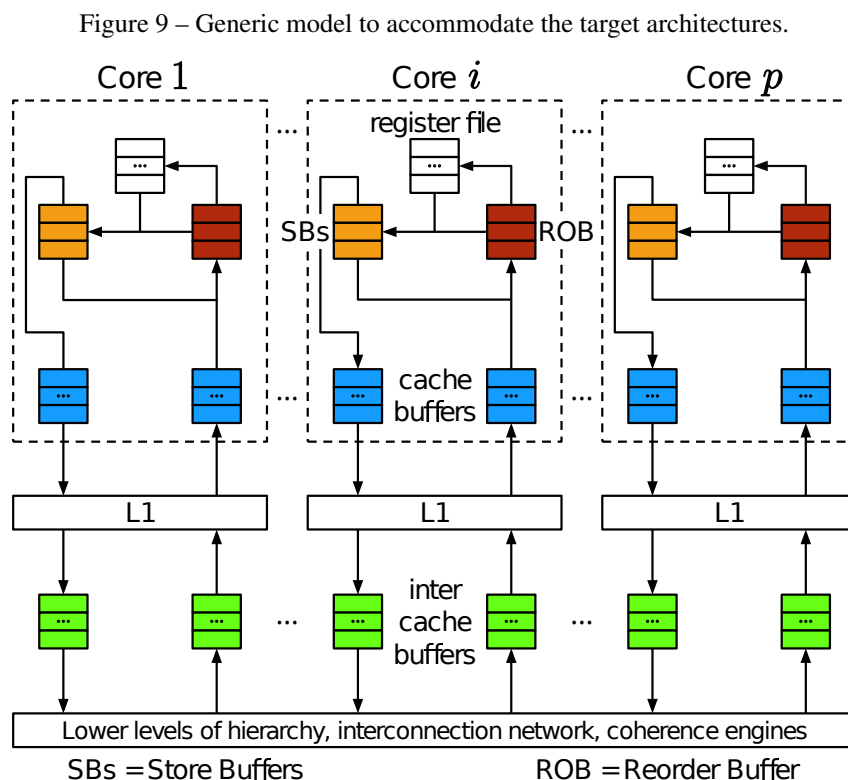 Figure 9 – Generic model to accommodate the target architectures.
Core 1 Core i Core p
... ...
register file
... ... ...
SBs ROB
cache
buffers
... ... ... ... ... ... ... ...
L1 L1 L1
inter
cache
buffers
... ... ... ... ... ... ... ...
Lower levels of hierarchy, interconnection network, coherence engines
SBs = Store Buffers ROB = Reorder Buffer